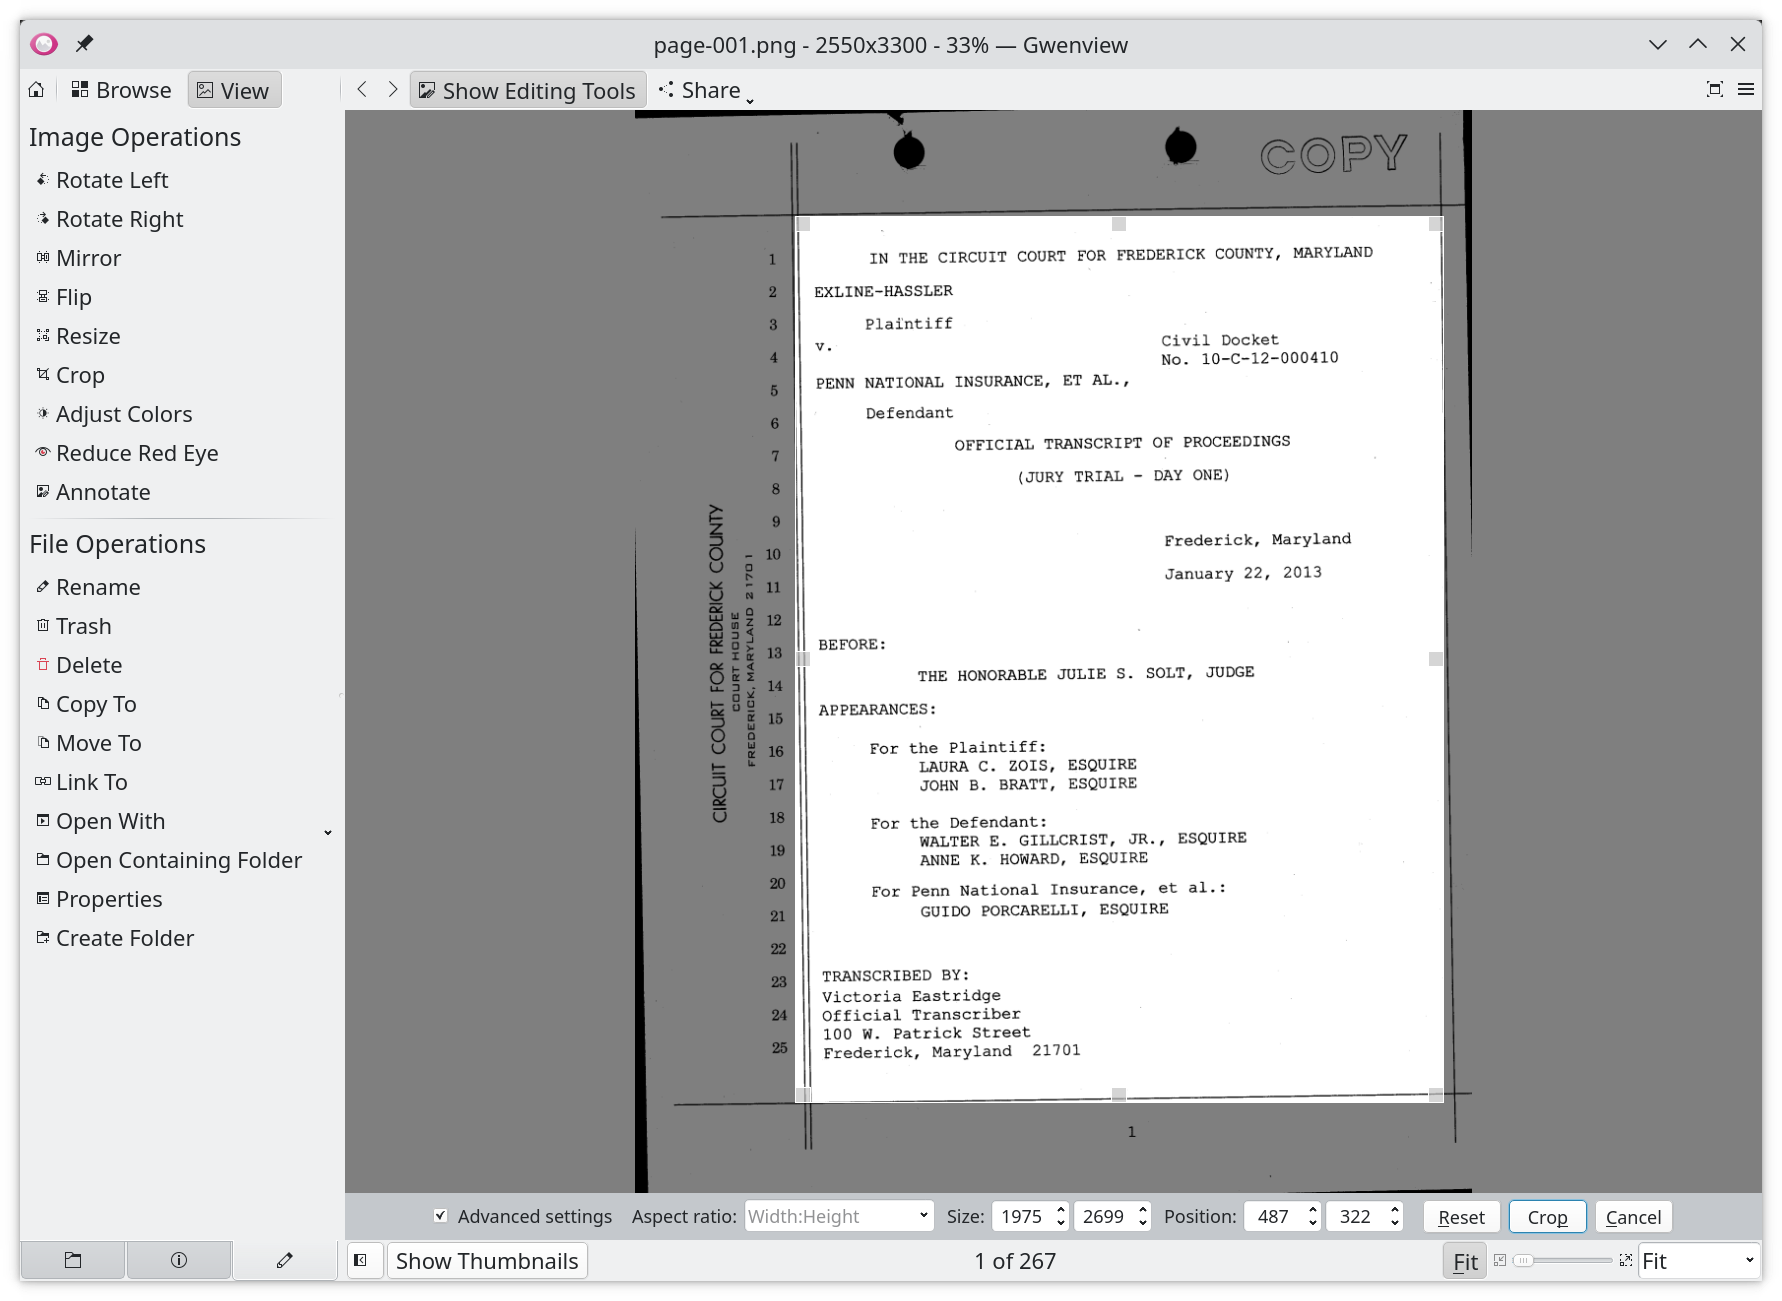 page-001.png - 2550x3300 - 33% — Gwenview
Browse
View
Show Editing Tools
Share
Image Operations
Rotate Left
Rotate Right
Mirror
Flip
Resize
Crop
Adjust Colors
Reduce Red Eye
Annotate
File Operations
Rename
Trash
Delete
Copy To
Move To
Link To
Open With
Open Containing Folder
Properties
Create Folder
COPY
CIRCUIT COURT FOR FREDERICK COUNTY
COURT HOUSE
FREDERICK, MARYLAND 21701
1 IN THE CIRCUIT COURT FOR FREDERICK COUNTY, MARYLAND
2 EXLINE-HASSLER
3 Plaintiff
v. Civil Docket
4 No. 10-C-12-000410
5 PENN NATIONAL INSURANCE, ET AL.,
6 Defendant
7 OFFICIAL TRANSCRIPT OF PROCEEDINGS
8 (JURY TRIAL - DAY ONE)
9
10 Frederick, Maryland
11 January 22, 2013
12
13 BEFORE:
14 THE HONORABLE JULIE S. SOLT, JUDGE
15 APPEARANCES:
16 For the Plaintiff:
LAURA C. ZOIS, ESQUIRE
17 JOHN B. BRATT, ESQUIRE
18 For the Defendant:
WALTER E. GILLCRIST, JR., ESQUIRE
19 ANNE K. HOWARD, ESQUIRE
20 For Penn National Insurance, et al.:
21 GUIDO PORCARELLI, ESQUIRE
22
23 TRANSCRIBED BY:
Victoria Eastridge
24 Official Transcriber
100 W. Patrick Street
25 Frederick, Maryland 21701
1
Advanced settings Aspect ratio: Width:Height Size: 1975 2699 Position: 487 322 Reset Crop Cancel
Show Thumbnails
1 of 267
Fit
Fit